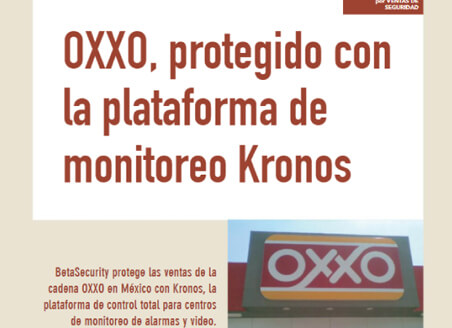 por VENTAS DE
SEGURIDAD
OXXO, protegido con
la plataforma de
monitoreo Kronos
BetaSecurity protege las ventas de la
cadena OXXO en México con Kronos, la
plataforma de control total para centros
de monitoreo de alarmas y video.
OXXO